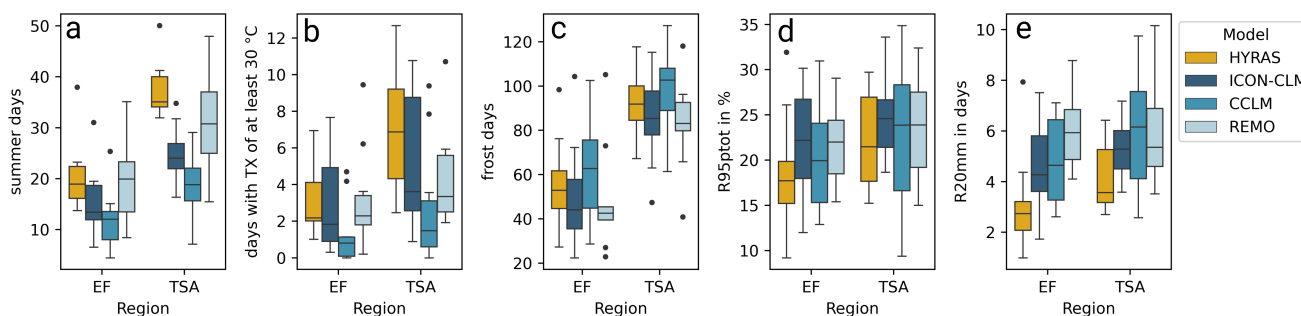 a
summer days
50
40
30
20
10
EF
TSA
Region
b
days with TX of at least 30 °C
12
10
8
6
4
2
0
EF
TSA
Region
c
frost days
120
100
80
60
40
20
EF
TSA
Region
d
R95ptot in %
35
30
25
20
15
10
EF
TSA
Region
e
R20mm in days
10
8
6
4
2
EF
TSA
Region
Model
HYRAS
ICON-CLM
CCLM
REMO